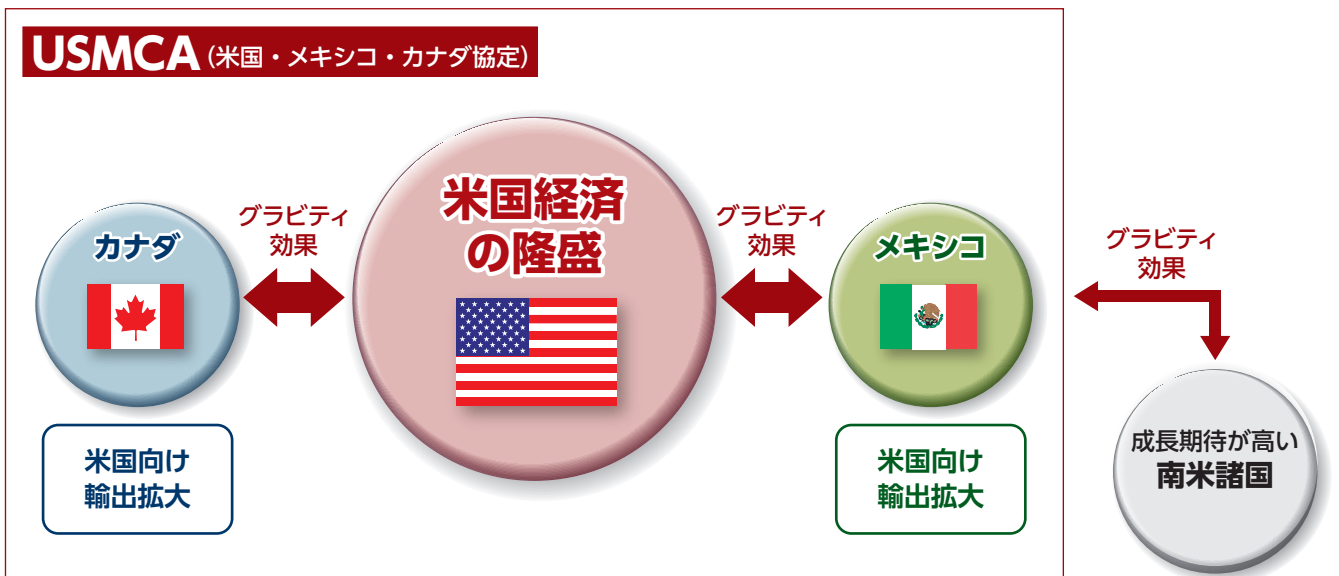 USMCA (米国・メキシコ・カナダ協定)
カナダ
グラビティ
効果
米国経済
の隆盛
グラビティ
効果
メキシコ
グラビティ
効果
米国向け
輸出拡大
米国向け
輸出拡大
成長期待が高い
南米諸国